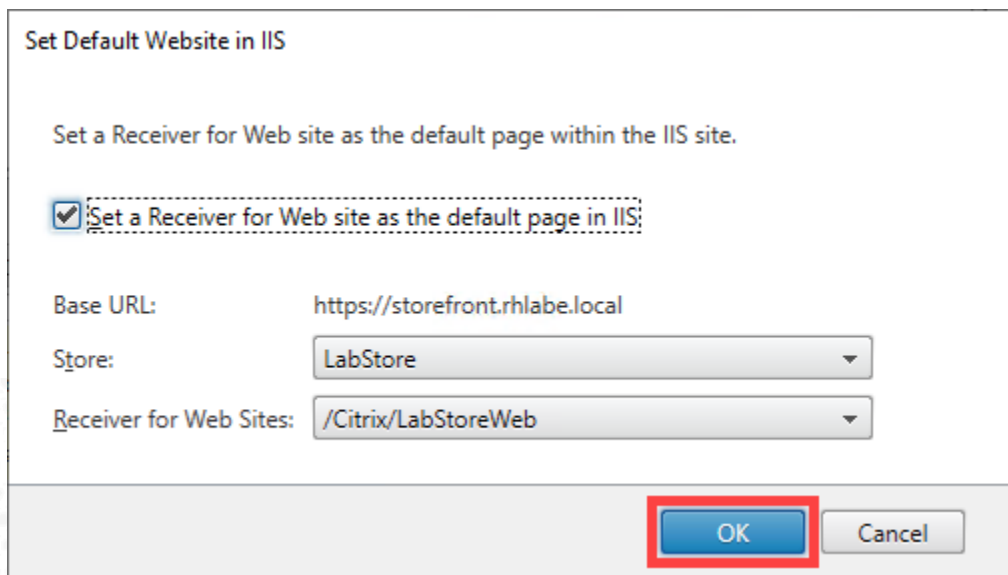 Set Default Website in IIS
Set a Receiver for Web site as the default page within the IIS site.
Set a Receiver for Web site as the default page in IIS
Base URL: https://storefront.rhlabe.local
Store: LabStore
Receiver for Web Sites: /Citrix/LabStoreWeb
OK Cancel